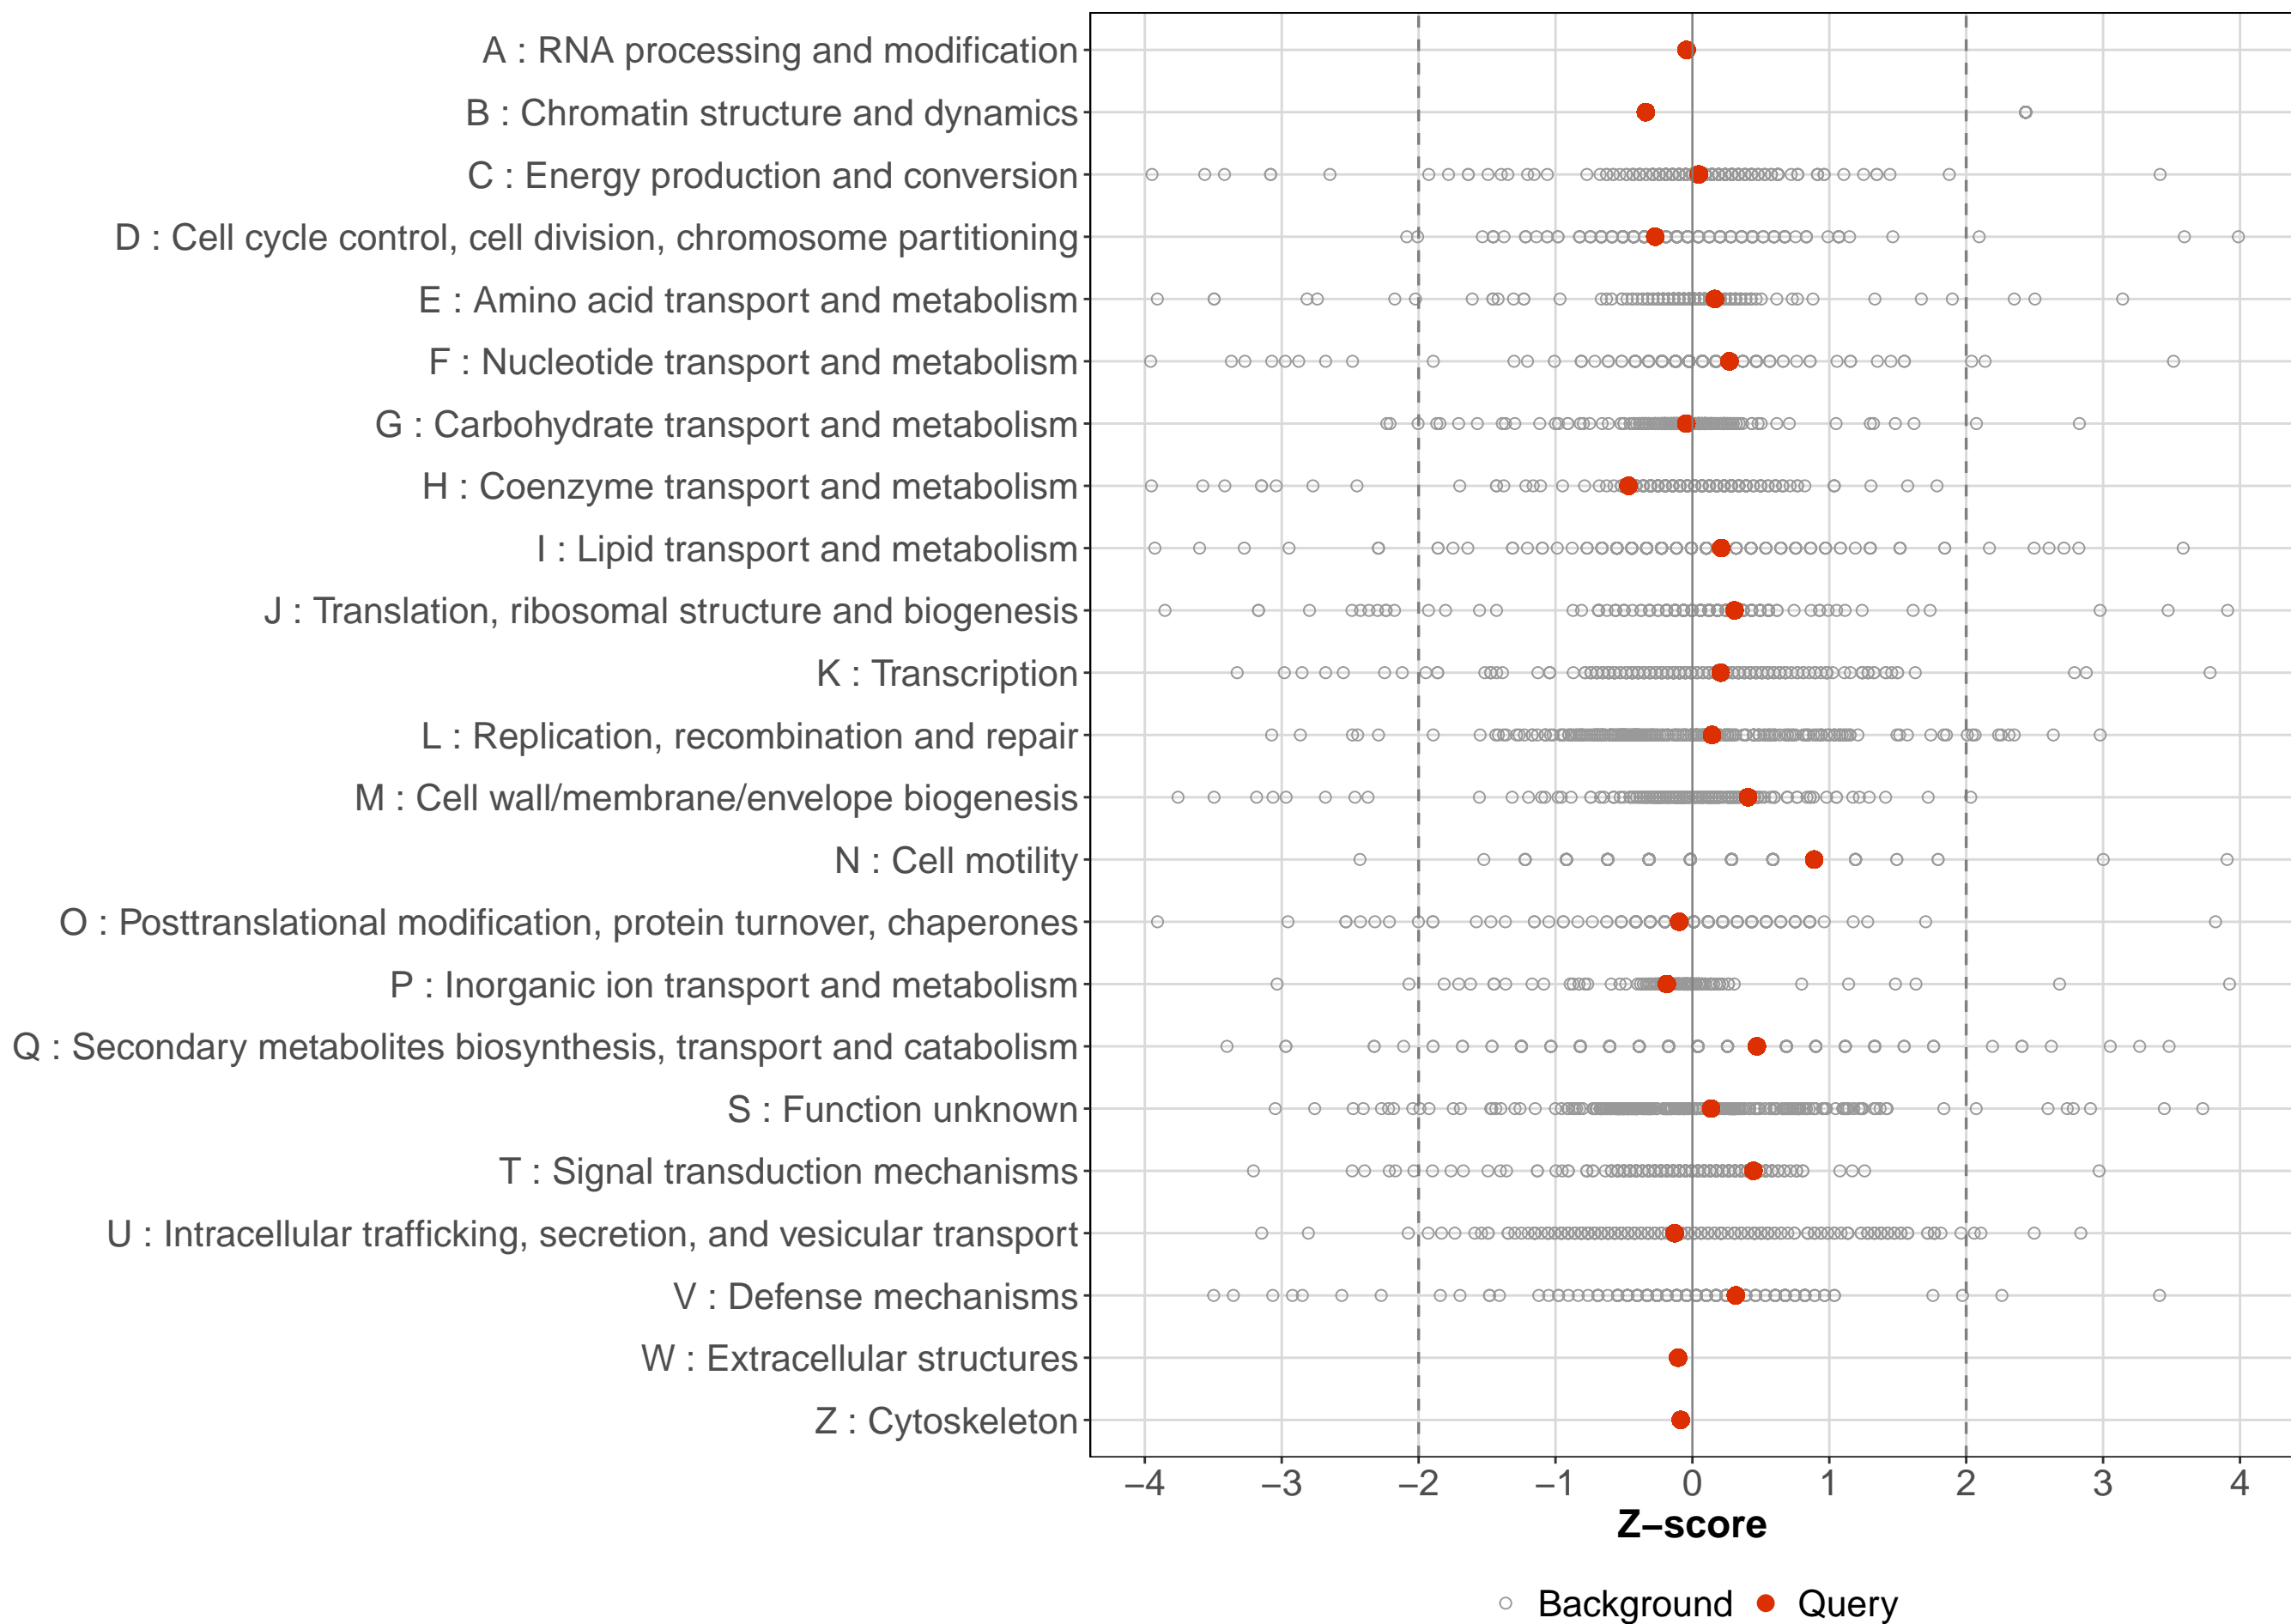 A : RNA processing and modification
B : Chromatin structure and dynamics
C : Energy production and conversion
D : Cell cycle control, cell division, chromosome partitioning
E : Amino acid transport and metabolism
F : Nucleotide transport and metabolism
G : Carbohydrate transport and metabolism
H : Coenzyme transport and metabolism
I : Lipid transport and metabolism
J : Translation, ribosomal structure and biogenesis
K : Transcription
L : Replication, recombination and repair
M : Cell wall/membrane/envelope biogenesis
N : Cell motility
O : Posttranslational modification, protein turnover, chaperones
P : Inorganic ion transport and metabolism
Q : Secondary metabolites biosynthesis, transport and catabolism
S : Function unknown
T : Signal transduction mechanisms
U : Intracellular trafficking, secretion, and vesicular transport
V : Defense mechanisms
W : Extracellular structures
Z : Cytoskeleton
−4 −3 −2 −1 0 1 2 3 4
Z−score
Background Query